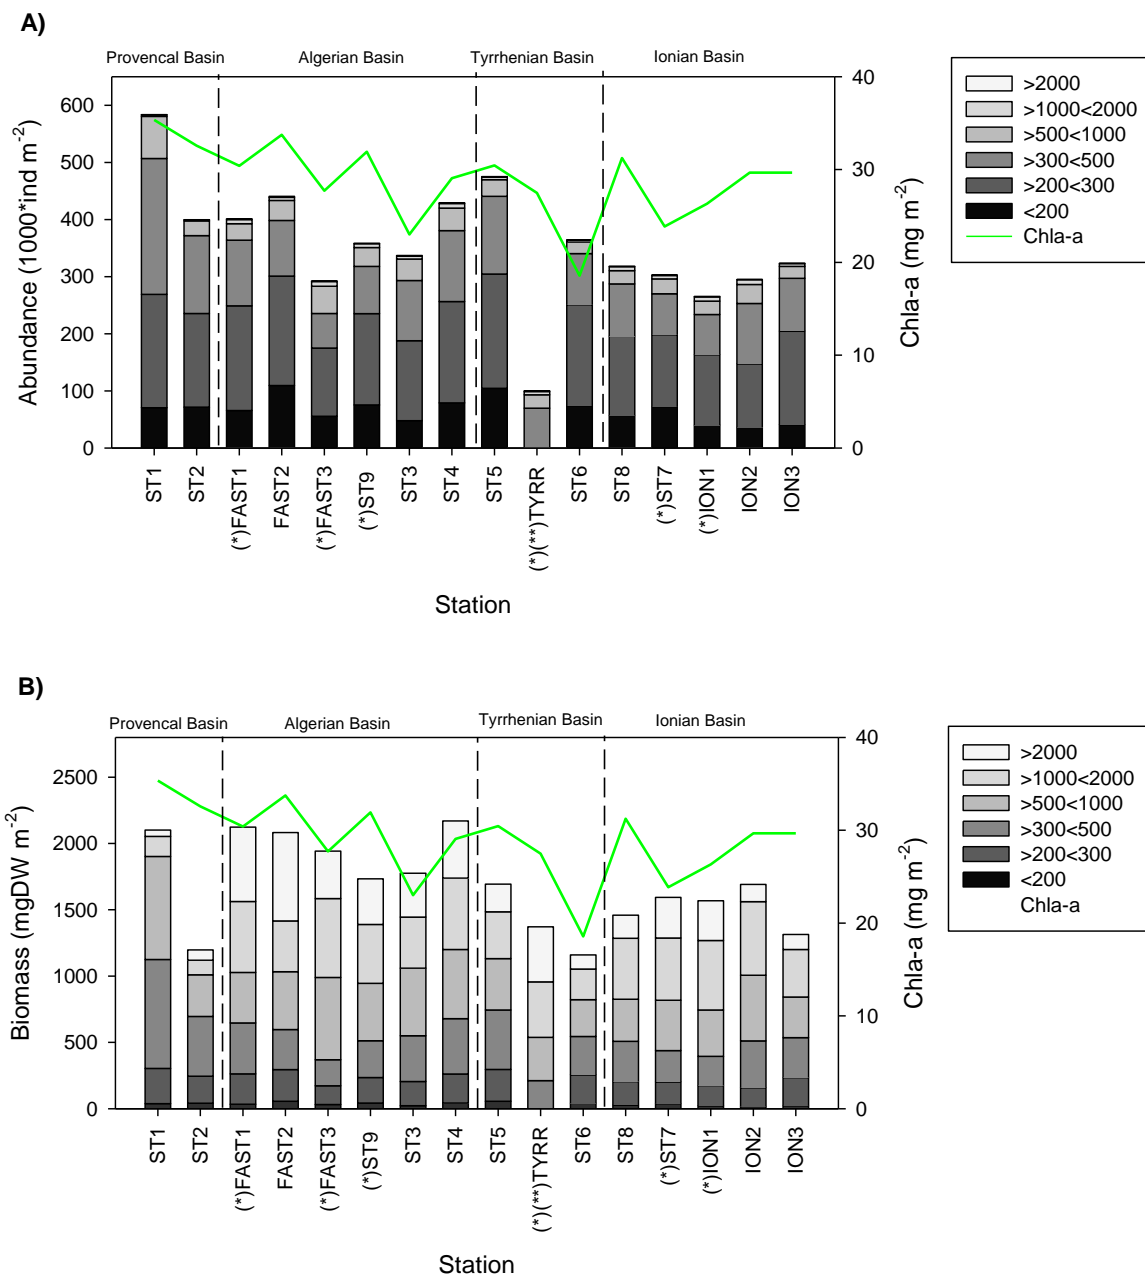 A)
Provencal Basin Algerian Basin Tyrrhenian Basin Ionian Basin
Abundance (1000*ind m-2)
600
500
400
300
200
100
0
40
30
20
10
0
Chla-a (mg m-2)
>2000
>1000<2000
>500<1000
>300<500
>200<300
<200
Chla-a
ST1 ST2 (*)FAST1 FAST2 (*)FAST3 (*)ST9 ST3 ST4 ST5 (*)(**)TYRR ST6 ST8 (*)ST7 (*)ION1 ION2 ION3
Station
B)
Provencal Basin Algerian Basin Tyrrhenian Basin Ionian Basin
Biomass (mgDW m-2)
2500
2000
1500
1000
500
0
40
30
20
10
0
Chla-a (mg m-2)
>2000
>1000<2000
>500<1000
>300<500
>200<300
<200
Chla-a
ST1 ST2 (*)FAST1 FAST2 (*)FAST3 (*)ST9 ST3 ST4 ST5 (*)(**)TYRR ST6 ST8 (*)ST7 (*)ION1 ION2 ION3
Station